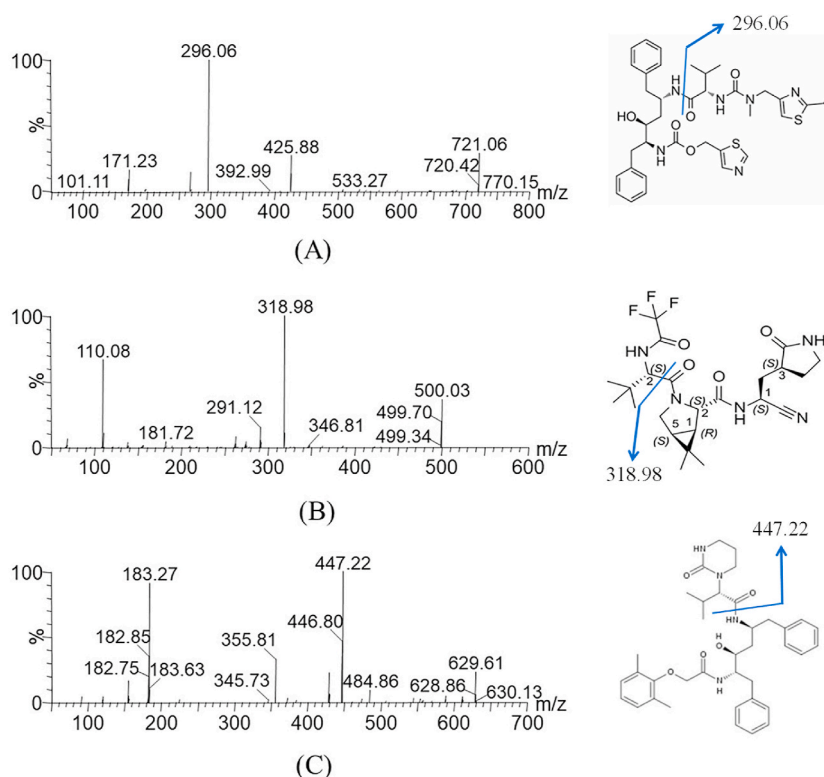 100
%
0
296.06
171.23
101.11
392.99
425.88
533.27
721.06
720.42
770.15
100 200 300 400 500 600 700 800 m/z
(A)
296.06
HO
H
N
O
N
H
O
N
N
S
NH
O
O
S
N
100
%
0
110.08
181.72
291.12
318.98
346.81
500.03
499.70
499.34
100 200 300 400 500 600 m/z
(B)
F F
F
O
HN
(S)
2
O
N
(S)
2
O
N
H
1
(S)
N
O
NH
(S)
3
5 1
(S) (R)
318.98
100
%
0
183.27
182.85
182.75
183.63
345.73
355.81
447.22
446.80
484.86
629.61
628.86
630.13
100 200 300 400 500 600 700 m/z
(C)
447.22
HN
O
N
O
HN
O
H
O
O
N
H